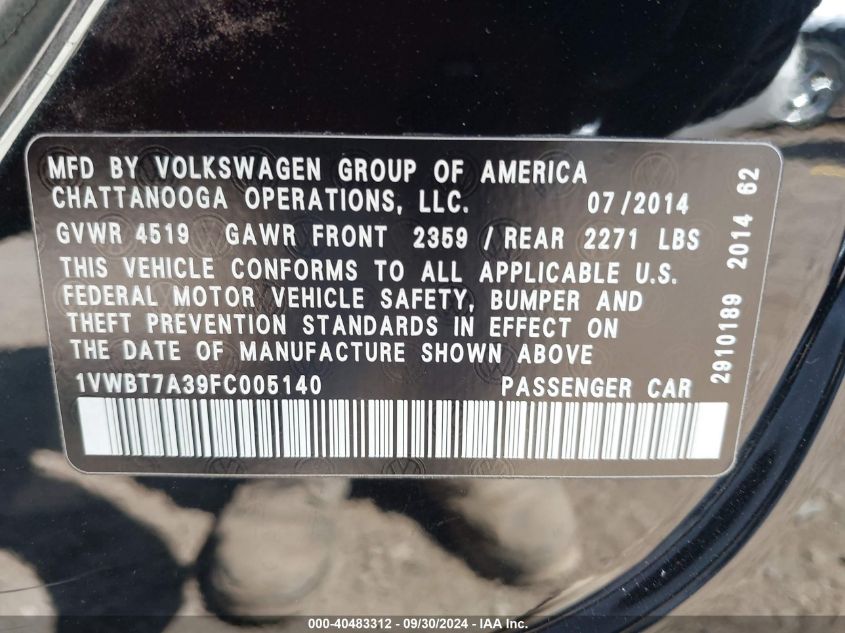 MFD BY VOLKSWAGEN GROUP OF AMERICA
CHATTANOOGA OPERATIONS, LLC. 07/2014
GVWR 4519 GAWR FRONT 2359 / REAR 2271 LBS
THIS VEHICLE CONFORMS TO ALL APPLICABLE U.S.
FEDERAL MOTOR VEHICLE SAFETY, BUMPER AND
THEFT PREVENTION STANDARDS IN EFFECT ON
THE DATE OF MANUFACTURE SHOWN ABOVE.
1VWBT7A39FC005140 PASSENGER CAR
2910189 2014 62
000-40483312 - 09/30/2024 - IAA Inc.